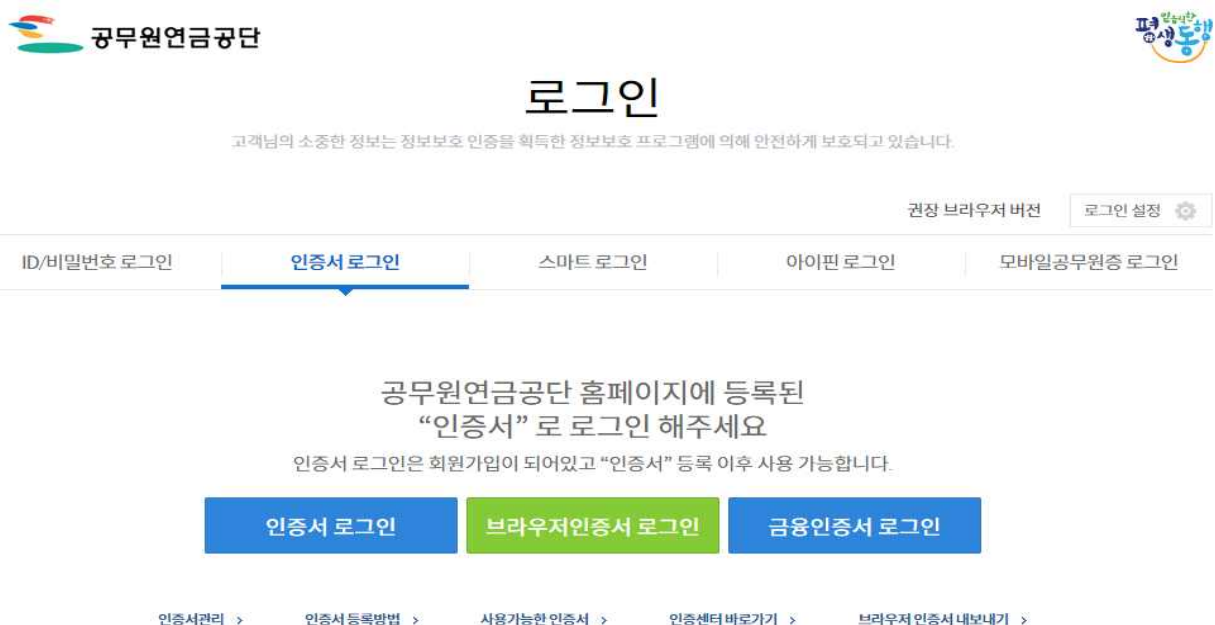 공무원연금공단
믿음직한
평생동행
로그인
고객님의 소중한 정보는 정보보호 인증을 획득한 정보보호 프로그램에 의해 안전하게 보호되고 있습니다.
권장 브라우저 버전 로그인 설정
ID/비밀번호 로그인 인증서 로그인 스마트 로그인 아이핀 로그인 모바일공무원증 로그인
공무원연금공단 홈페이지에 등록된
“인증서” 로 로그인 해주세요
인증서 로그인은 회원가입이 되어있고 “인증서” 등록 이후 사용 가능합니다.
인증서 로그인 브라우저인증서 로그인 금융인증서 로그인
인증서관리 > 인증서 등록방법 > 사용가능한 인증서 > 인증센터 바로가기 > 브라우저 인증서 내보내기 >